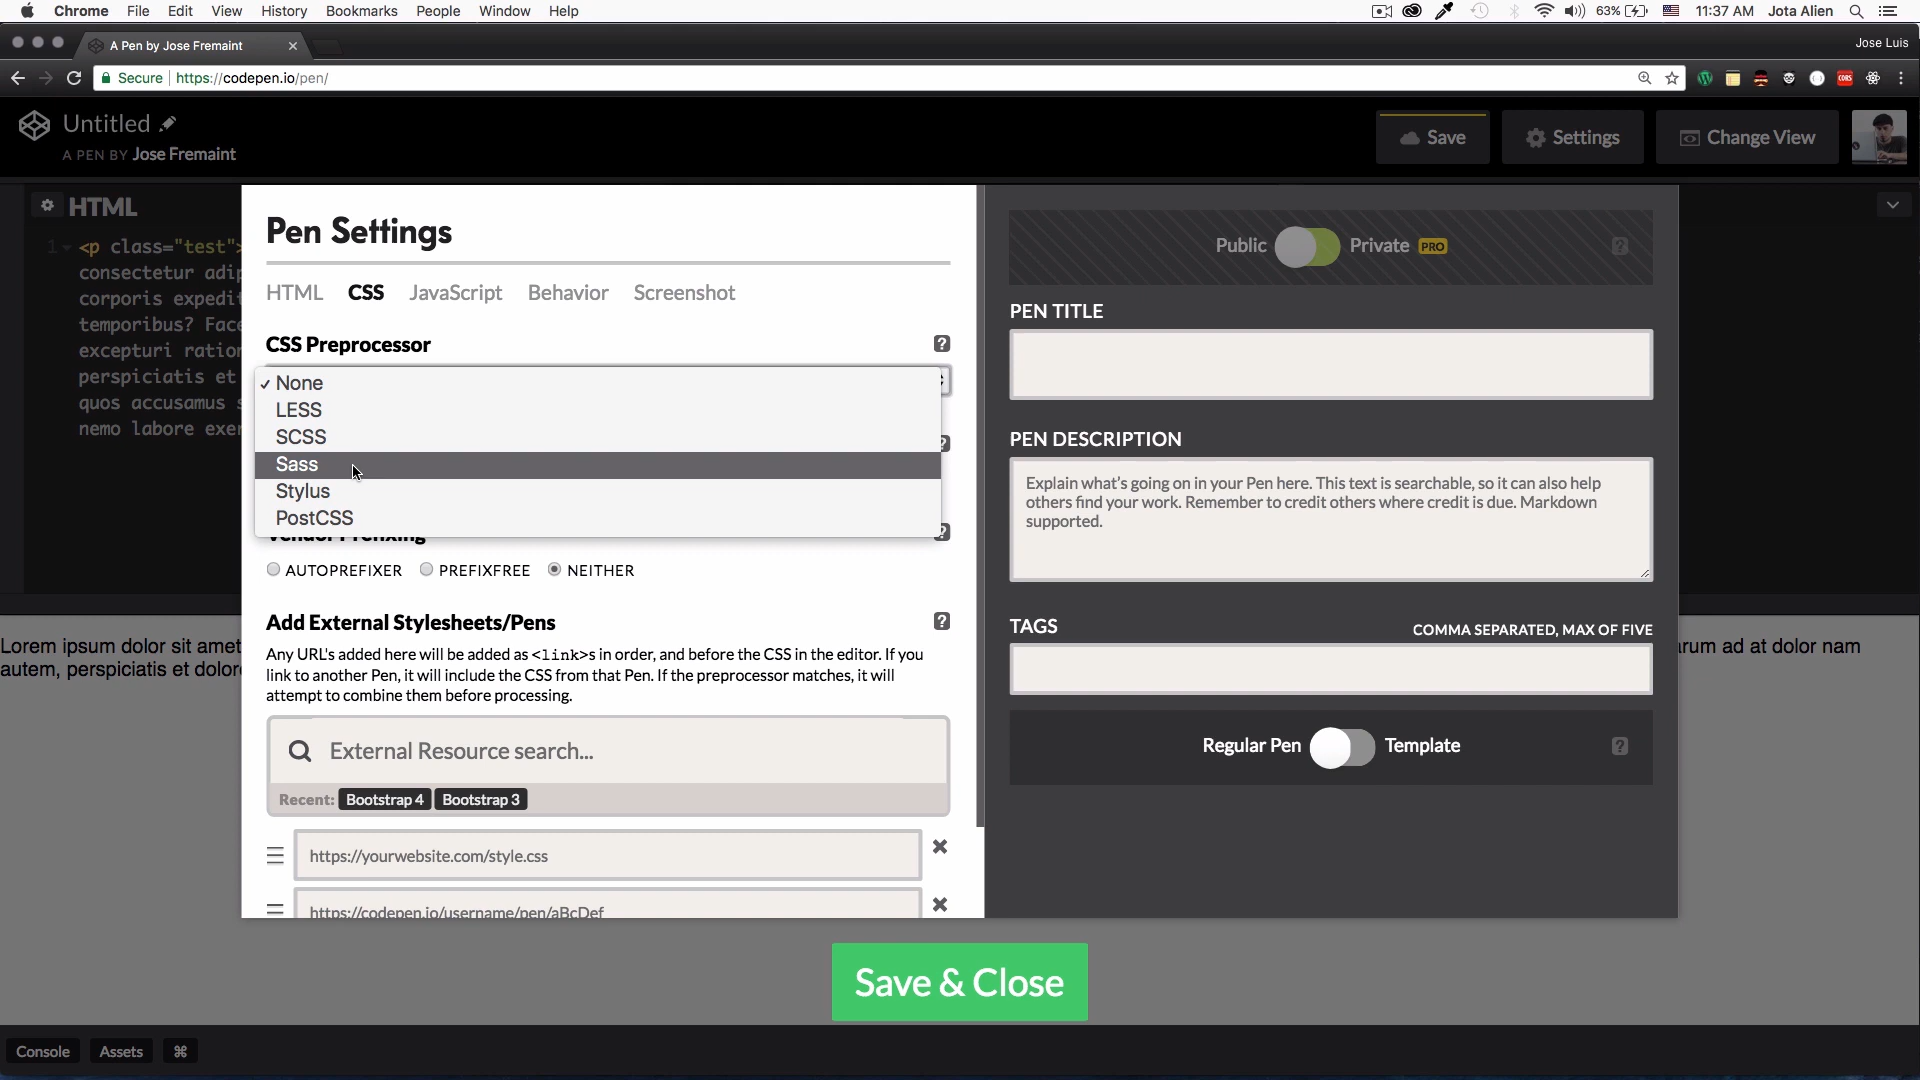 Chrome File Edit View History Bookmarks People Window Help 63% 11:37 AM Jota Alien
A Pen by Jose Fremaint Jose Luis
Secure https://codepen.io/pen/
Untitled
A PEN BY Jose Fremaint
Save Settings Change View
HTML
1 <p class="test">
consectetur adip
corporis expedit
temporibus? Face
excepturi ration
perspiciatis et
quos accusamus
nemo labore exer
Pen Settings
HTML CSS JavaScript Behavior Screenshot
CSS Preprocessor ?
✓ None
LESS
SCSS
Sass
Stylus
PostCSS
Vendor Prefixing ?
AUTOPREFIXER PREFIXFREE NEITHER
Add External Stylesheets/Pens ?
Any URL's added here will be added as <link>s in order, and before the CSS in the editor. If you
link to another Pen, it will include the CSS from that Pen. If the preprocessor matches, it will
attempt to combine them before processing.
External Resource search...
Recent: Bootstrap 4 Bootstrap 3
https://yourwebsite.com/style.css
https://codepen.io/username/pen/aBcDef
Public Private PRO ?
PEN TITLE
PEN DESCRIPTION
Explain what's going on in your Pen here. This text is searchable, so it can also help
others find your work. Remember to credit others where credit is due. Markdown
supported.
TAGS COMMA SEPARATED, MAX OF FIVE
Regular Pen Template ?
Lorem ipsum dolor sit amet
autem, perspiciatis et dolor
rum ad at dolor nam
Save & Close
Console Assets ⌘